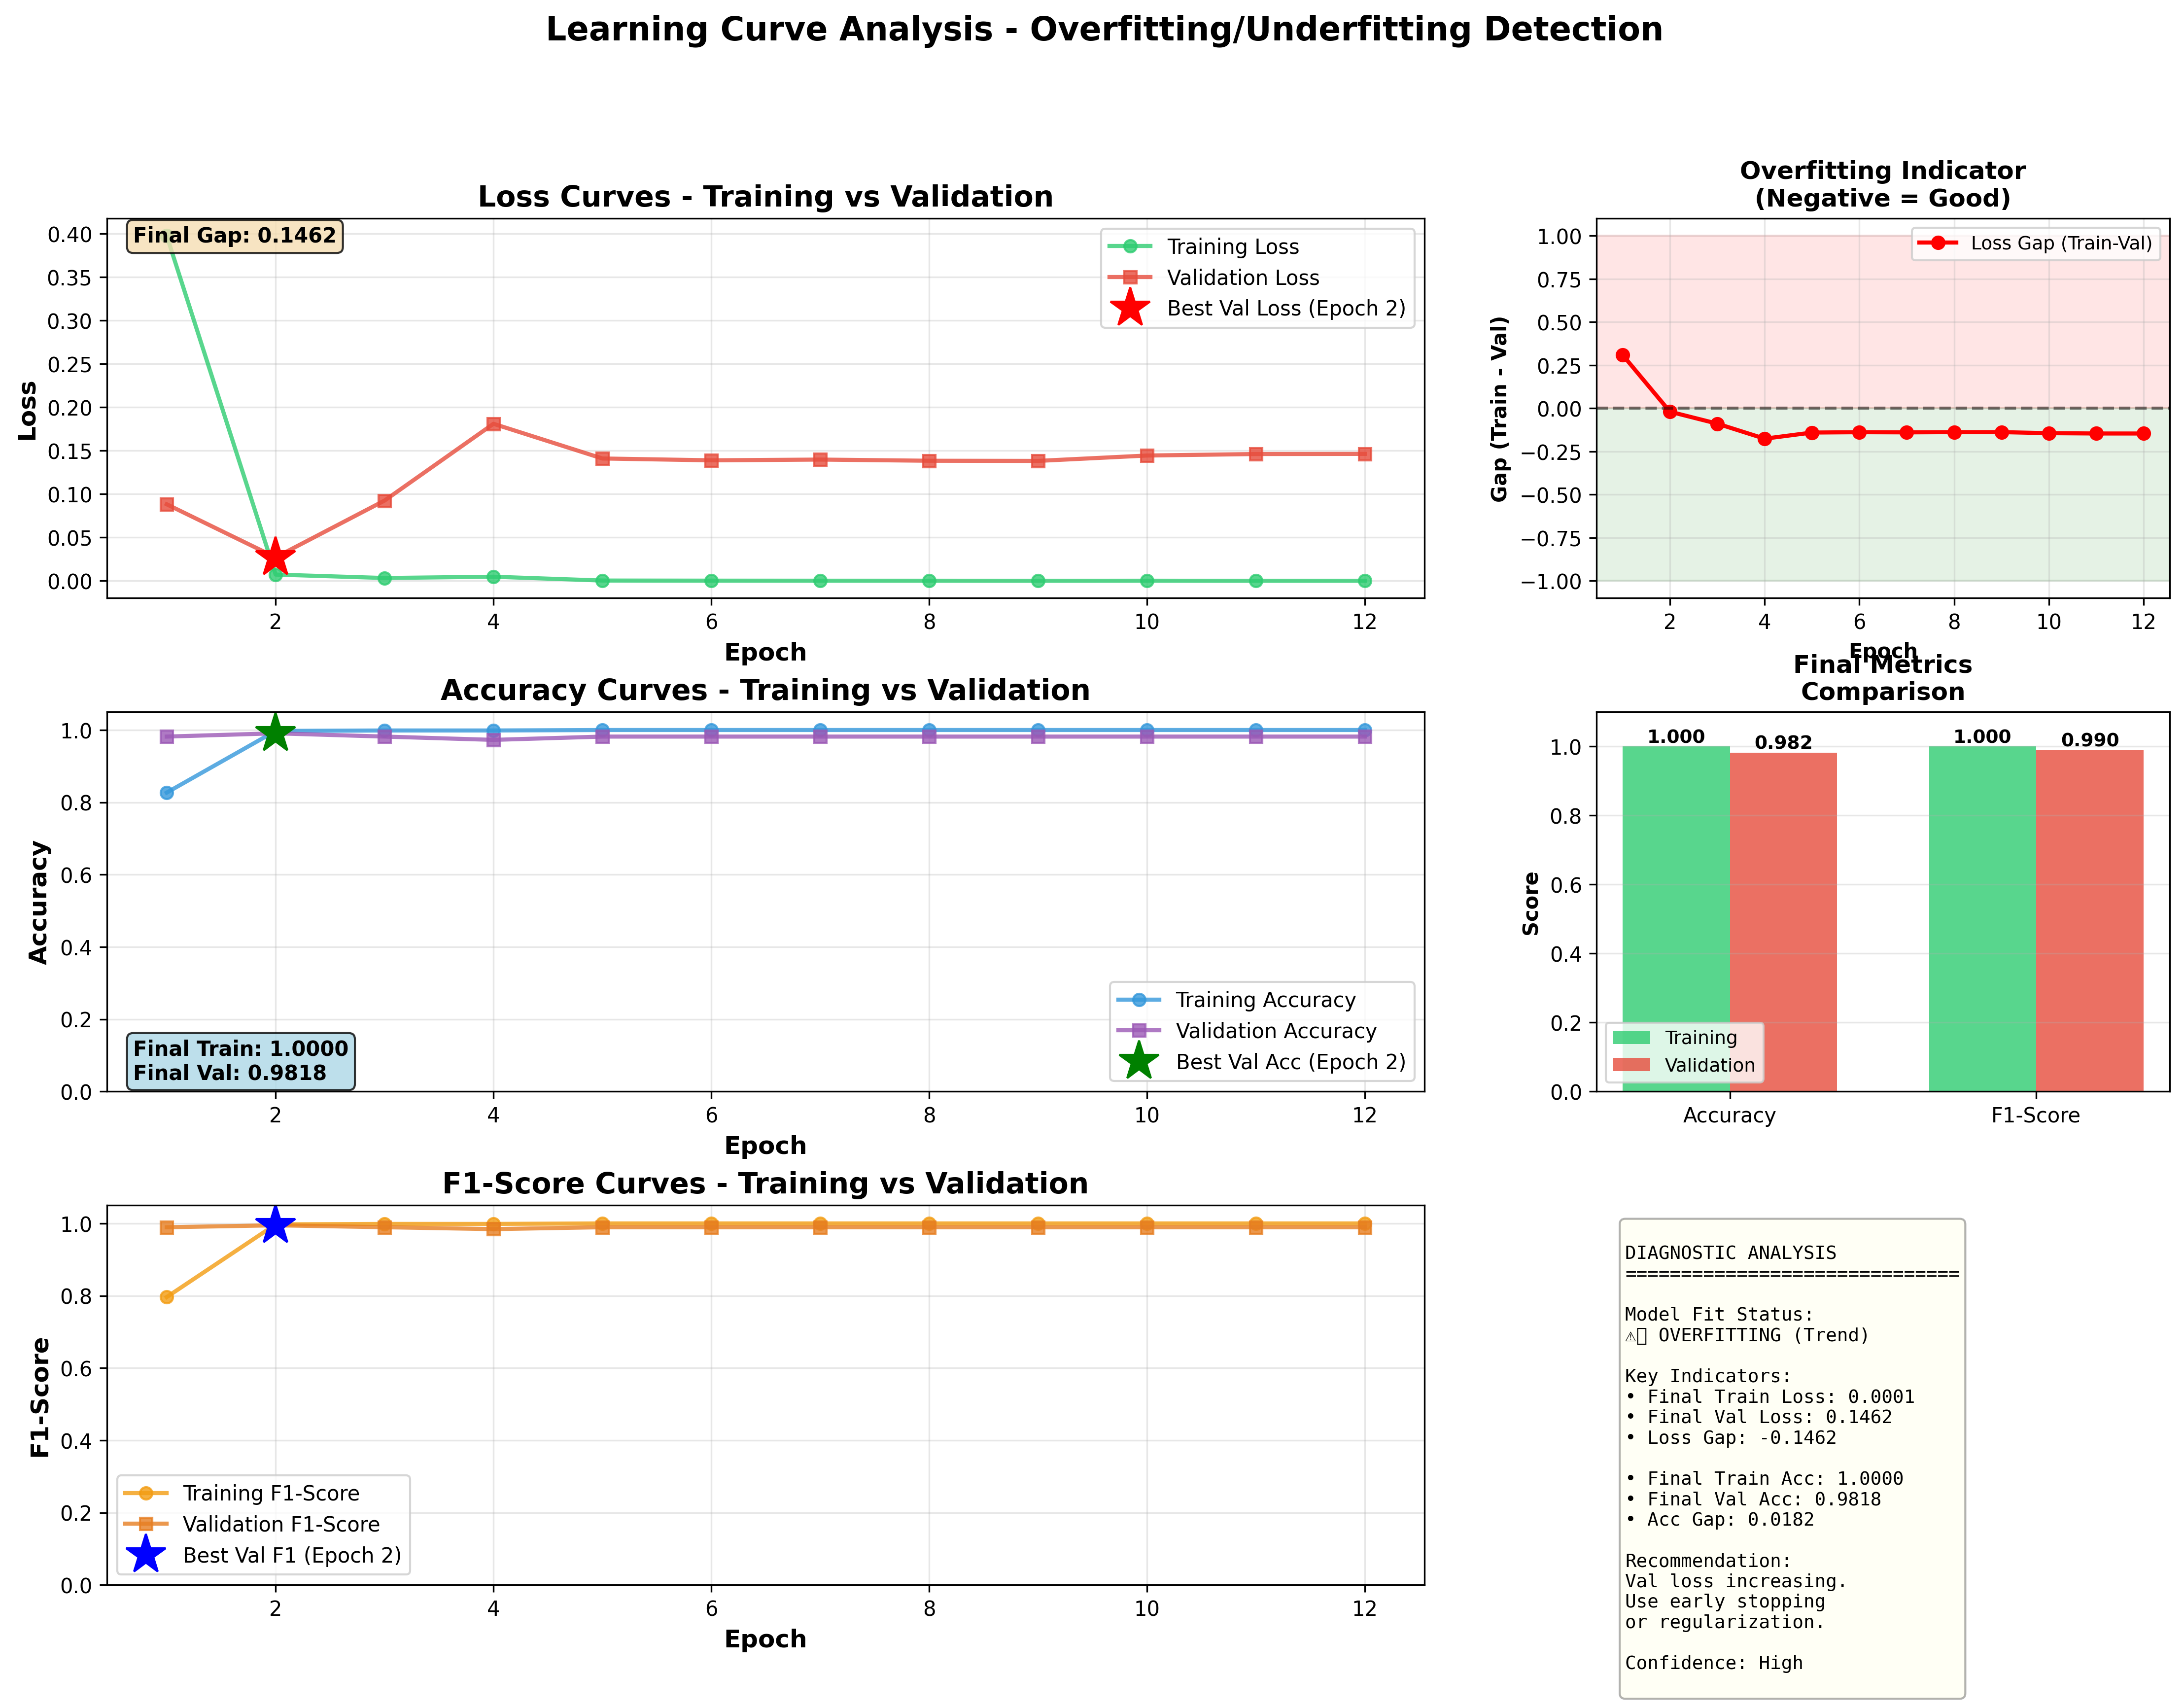 Learning Curve Analysis - Overfitting/Underfitting Detection
Loss Curves - Training vs Validation
Final Gap: 0.1462
Training Loss
Validation Loss
Best Val Loss (Epoch 2)
0.40
0.35
0.30
0.25
0.20
0.15
0.10
0.05
0.00
Loss
2 4 6 8 10 12
Epoch
Overfitting Indicator
(Negative = Good)
Loss Gap (Train-Val)
1.00
0.75
0.50
0.25
0.00
−0.25
−0.50
−0.75
−1.00
Gap (Train - Val)
2 4 6 8 10 12
Epoch
Accuracy Curves - Training vs Validation
1.0
0.8
0.6
0.4
0.2
0.0
Accuracy
Final Train: 1.0000
Final Val: 0.9818
Training Accuracy
Validation Accuracy
Best Val Acc (Epoch 2)
2 4 6 8 10 12
Epoch
Final Metrics
Comparison
1.000 0.982 1.000 0.990
1.0
0.8
0.6
0.4
0.2
0.0
Score
Training
Validation
Accuracy F1-Score
F1-Score Curves - Training vs Validation
1.0
0.8
0.6
0.4
0.2
0.0
F1-Score
Training F1-Score
Validation F1-Score
Best Val F1 (Epoch 2)
2 4 6 8 10 12
Epoch
DIAGNOSTIC ANALYSIS
==============================
Model Fit Status:
⚠▯ OVERFITTING (Trend)
Key Indicators:
• Final Train Loss: 0.0001
• Final Val Loss: 0.1462
• Loss Gap: -0.1462
• Final Train Acc: 1.0000
• Final Val Acc: 0.9818
• Acc Gap: 0.0182
Recommendation:
Val loss increasing.
Use early stopping
or regularization.
Confidence: High